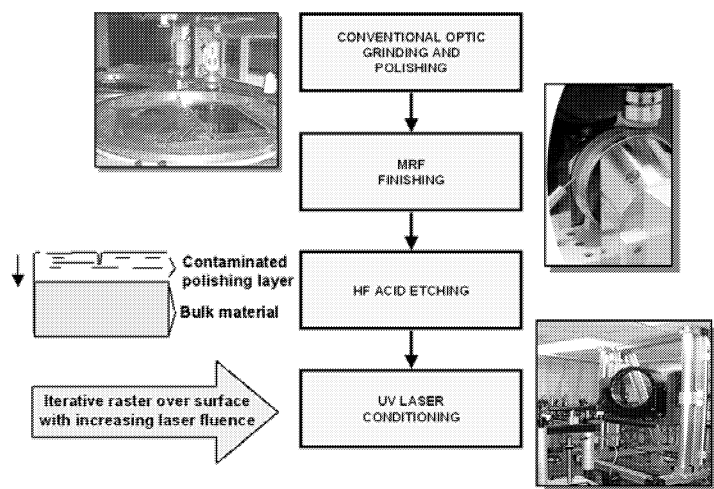 CONVENTIONAL OPTIC
GRINDING AND
POLISHING
MRF
FINISHING
Contaminated
polishing layer
Bulk material
HF ACID ETCHING
Iterative raster over surface
with increasing laser fluence
UV LASER
CONDITIONING